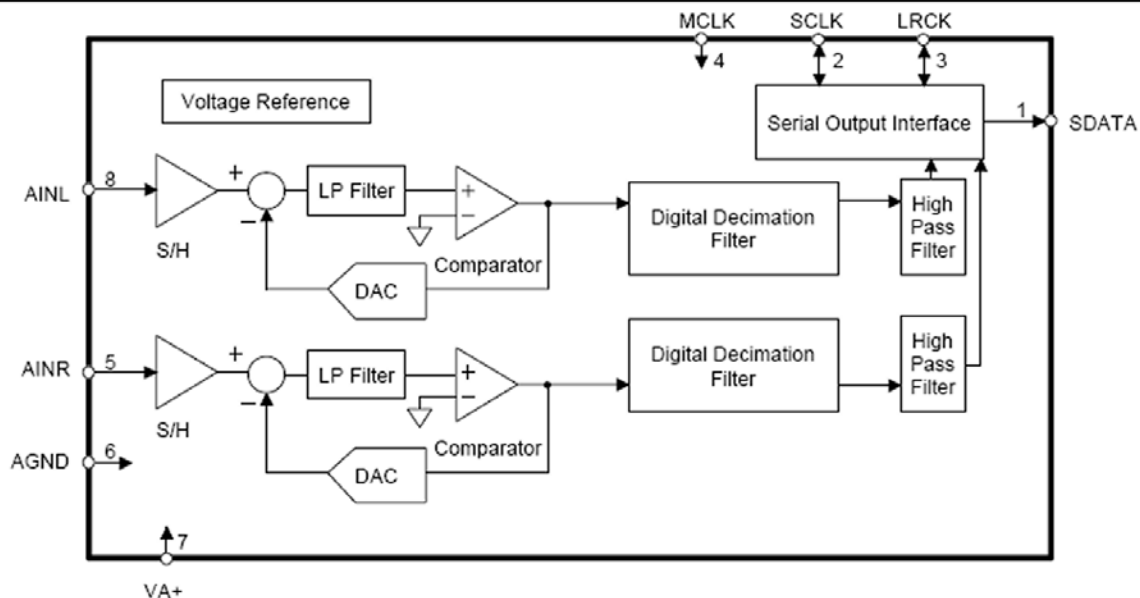 MCLK SCLK LRCK
4 2 3
Voltage Reference
Serial Output Interface
1
SDATA
AINL
8
+
−
S/H
LP Filter
+
−
Comparator
DAC
Digital Decimation
Filter
High
Pass
Filter
AINR
5
+
−
S/H
LP Filter
+
−
Comparator
DAC
Digital Decimation
Filter
High
Pass
Filter
AGND
6
7
VA+